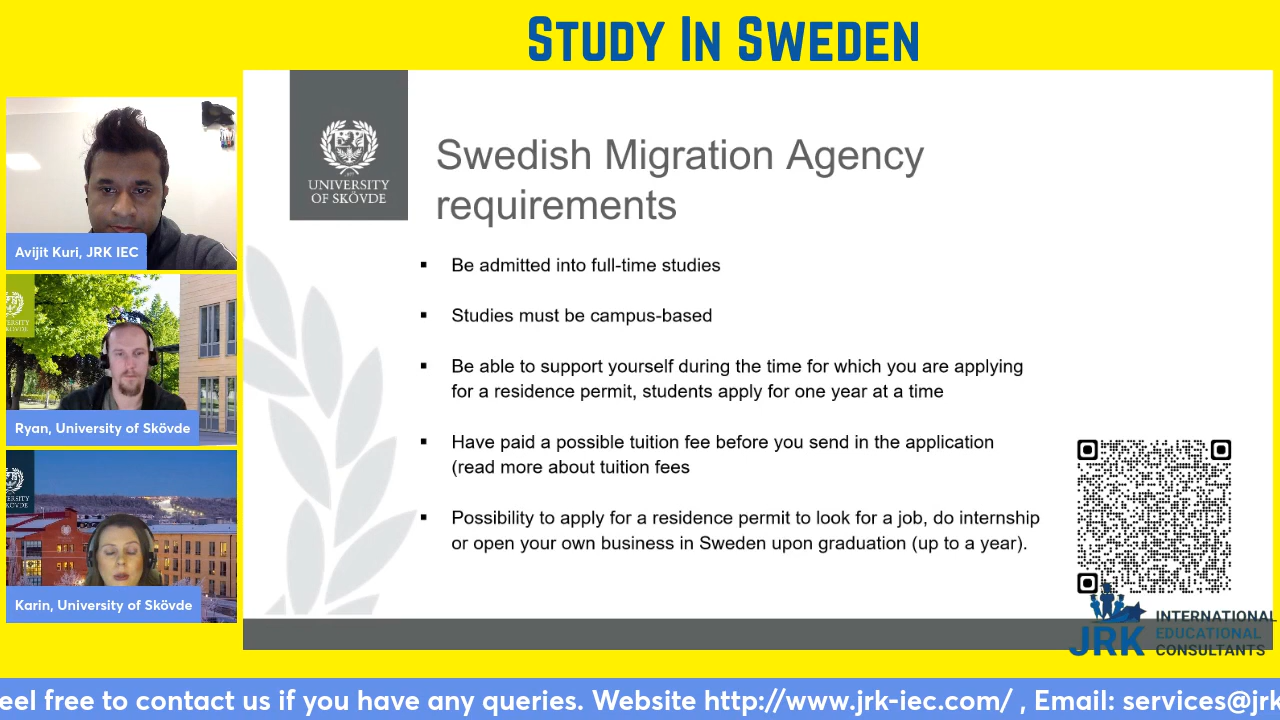 STUDY IN SWEDEN
UNIVERSITY
OF SKÖVDE
Swedish Migration Agency
requirements
▪ Be admitted into full-time studies
▪ Studies must be campus-based
▪ Be able to support yourself during the time for which you are applying
for a residence permit, students apply for one year at a time
▪ Have paid a possible tuition fee before you send in the application
(read more about tuition fees
▪ Possibility to apply for a residence permit to look for a job, do internship
or open your own business in Sweden upon graduation (up to a year).
Avijit Kuri, JRK IEC
ERSITY
KÖVDE
Ryan, University of Skövde
ERSITY
KÖVDE
Karin, University of Skövde
JRK
INTERNATIONAL
EDUCATIONAL
CONSULTANTS
eel free to contact us if you have any queries. Website http://www.jrk-iec.com/ , Email: services@jrk